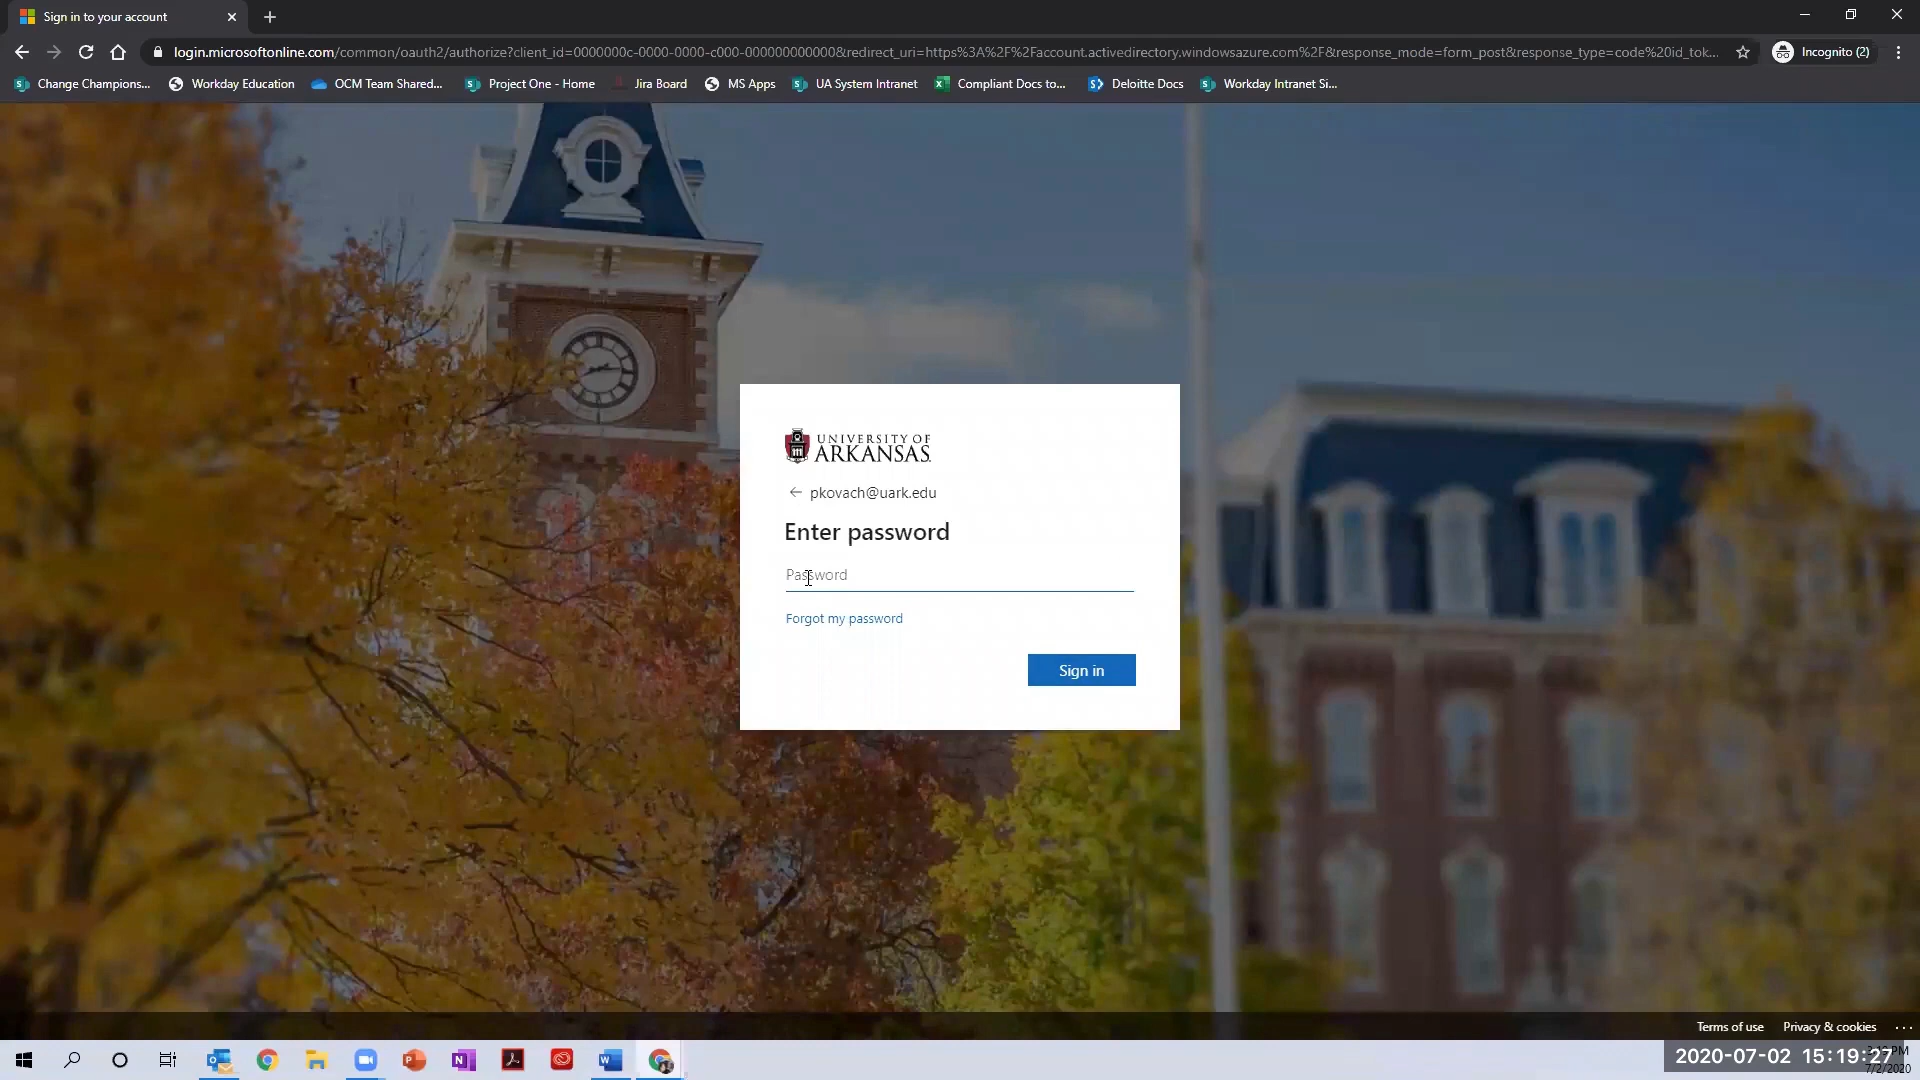 Sign in to your account
login.microsoftonline.com/common/oauth2/authorize?client_id=0000000c-0000-0000-c000-000000000000&redirect_uri=https%3A%2F%2Faccount.activedirectory.windowsazure.com%2F&response_mode=form_post&response_type=code%20id_tok...
Incognito (2)
Change Champions...
Workday Education
OCM Team Shared...
Project One - Home
Jira Board
MS Apps
UA System Intranet
Compliant Docs to...
Deloitte Docs
Workday Intranet Si...
UNIVERSITY OF
ARKANSAS
pkovach@uark.edu
Enter password
Password
Forgot my password
Sign in
Terms of use
Privacy & cookies
...
2020-07-02 15:19:27
7/2/2020